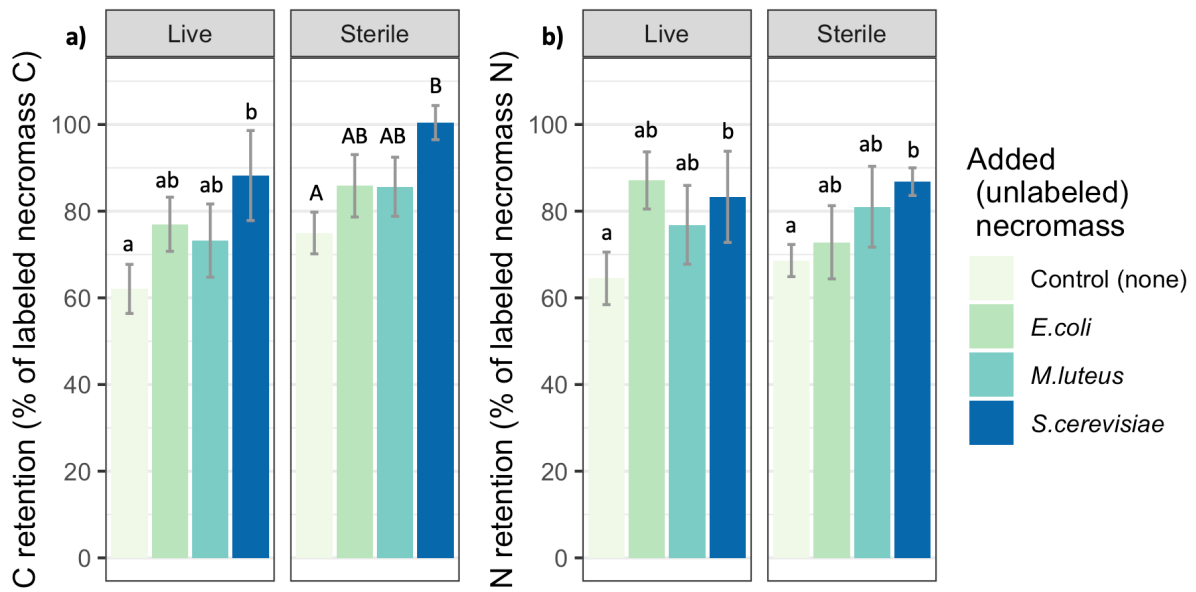 a)
Live
Sterile
C retention (% of labeled necromass C)
100
80
60
40
20
0
a
ab
ab
b
A
AB
AB
B
b)
Live
Sterile
N retention (% of labeled necromass N)
100
80
60
40
20
0
a
ab
ab
b
a
ab
ab
b
Added
(unlabeled)
necromass
Control (none)
E.coli
M.luteus
S.cerevisiae